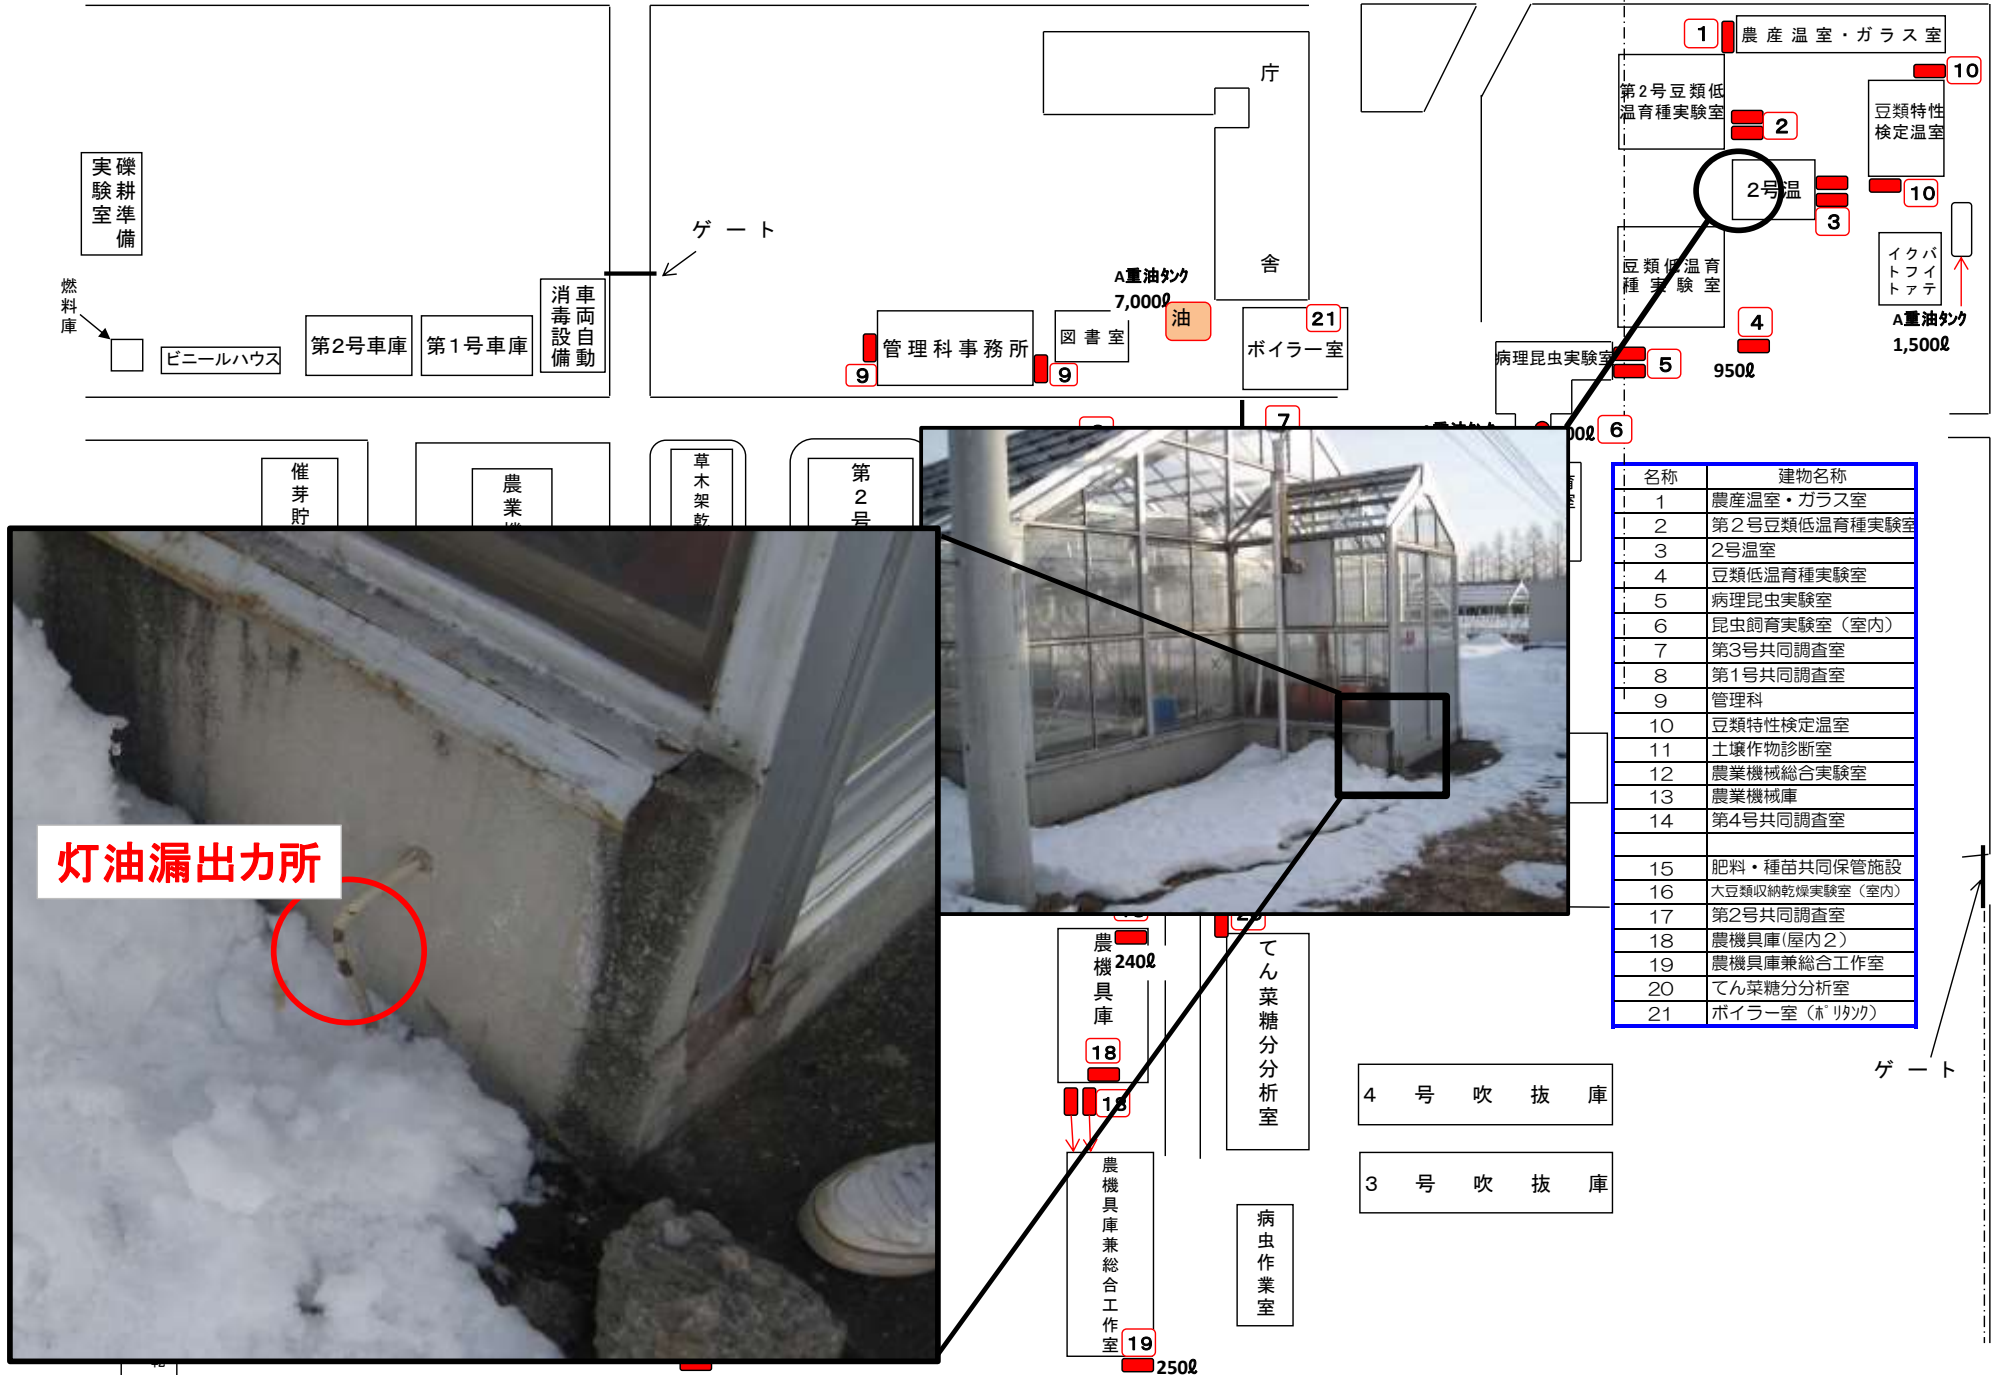 1
農産温室・ガラス室
10
第2号豆類低
温育種実験室
2
豆類特性
検定温室
10
2号温
3
庁
舎
礫耕準備
実験室
ゲート
燃料庫
ビニールハウス
第2号車庫
第1号車庫
車両自動
消毒設備
管理科事務所
9
9
図書室
A重油タンク
7,000ℓ
油
21
ボイラー室
豆類低温育
種実験室
4
950ℓ
バイテク
イファト
アト
A重油タンク
1,500ℓ
病理昆虫実験室
5
6
7
催芽貯
農業
草木架乾
第2号
灯油漏出カ所
名称 建物名称
1 農産温室・ガラス室
2 第2号豆類低温育種実験室
3 2号温室
4 豆類低温育種実験室
5 病理昆虫実験室
6 昆虫飼育実験室（室内）
7 第3号共同調査室
8 第1号共同調査室
9 管理科
10 豆類特性検定温室
11 土壌作物診断室
12 農業機械総合実験室
13 農業機械庫
14 第4号共同調査室
15 肥料・種苗共同保管施設
16 大豆類収納乾燥実験室（室内）
17 第2号共同調査室
18 農機具庫(屋内2）
19 農機具庫兼総合工作室
20 てん菜糖分分析室
21 ボイラー室（ﾎﾟﾘﾀﾝｸ）
農機具庫
240ℓ
18
18
てん菜糖分分析室
農機具庫兼総合工作室
19
250ℓ
病虫作業室
4号吹抜庫
3号吹抜庫
ゲート